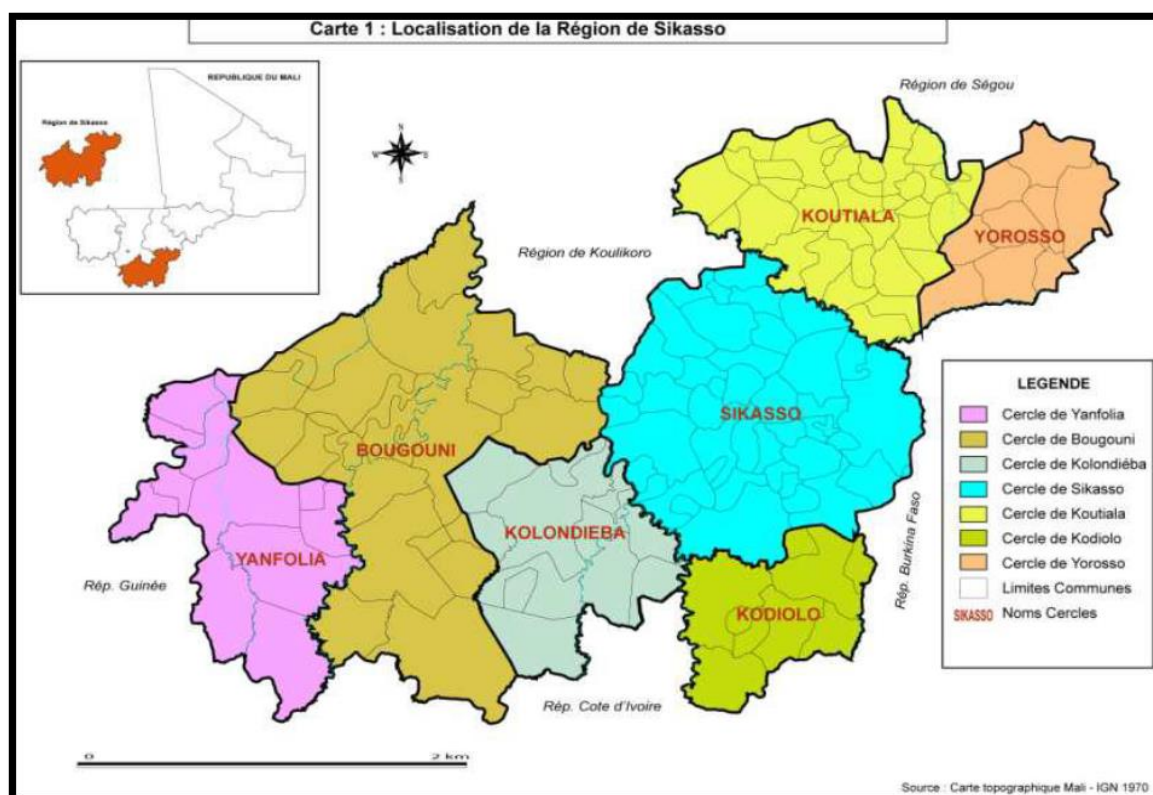 Carte 1 : Localisation de la Région de Sikasso
REPUBLIQUE DU MALI
Région de Sikasso
N
W
S
S
Région de Ségou
KOUTIALA
YOROSSO
Région de Koulikoro
SIKASSO
BOUGOUNI
KOLONDIEBA
YANFOLIA
KODIOLO
Rép. Guinée
Rép. Burkina Faso
Rép. Cote d'Ivoire
LEGENDE
Cercle de Yanfolia
Cercle de Bougouni
Cercle de Kolondiéba
Cercle de Sikasso
Cercle de Koutiala
Cercle de Kodiolo
Cercle de Yorosso
Limites Communes
SIKASSO Noms Cercles
0 2 km
Source : Carte topographique Mali - IGN 1970